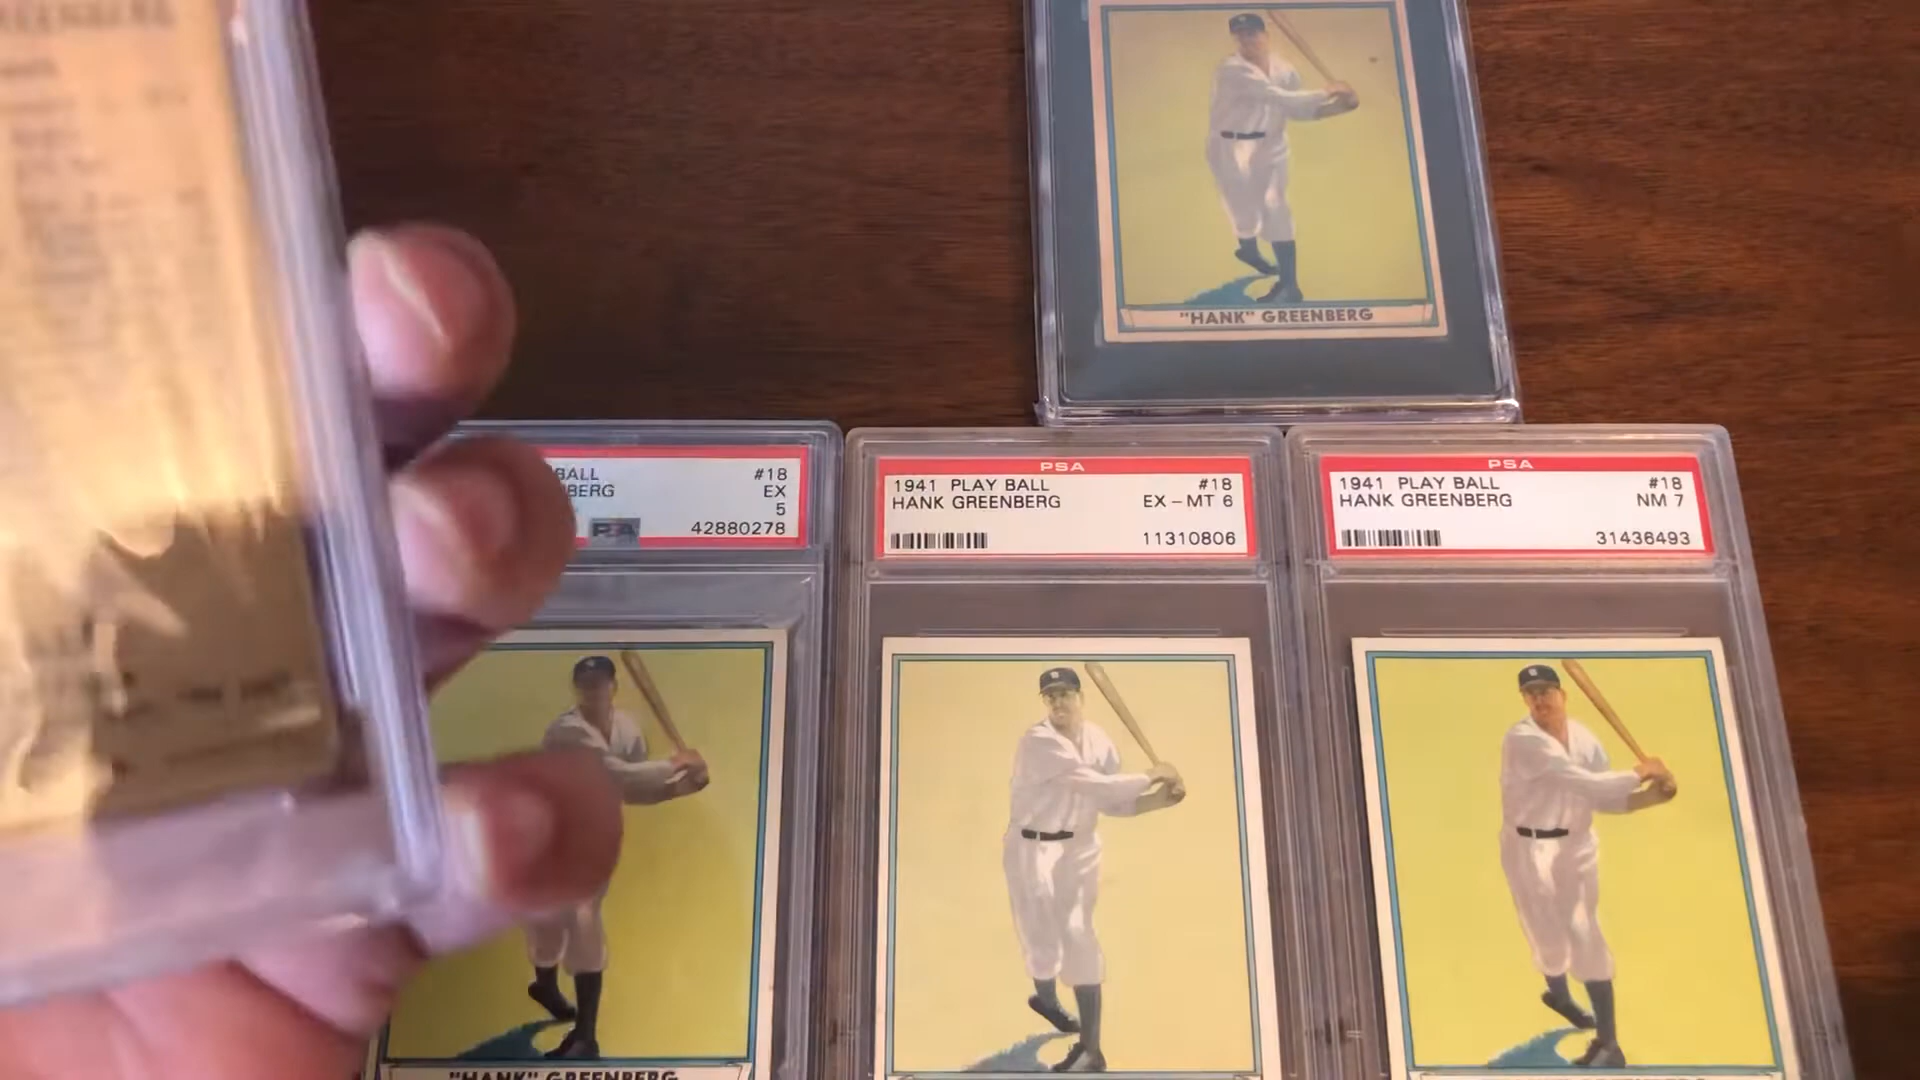 "HANK" GREENBERG
BALL
BERG
#18
EX
5
PSA
42880278
"HANK" GREENBERG
PSA
1941 PLAY BALL #18
HANK GREENBERG EX-MT 6
11310806
PSA
1941 PLAY BALL #18
HANK GREENBERG NM 7
31436493